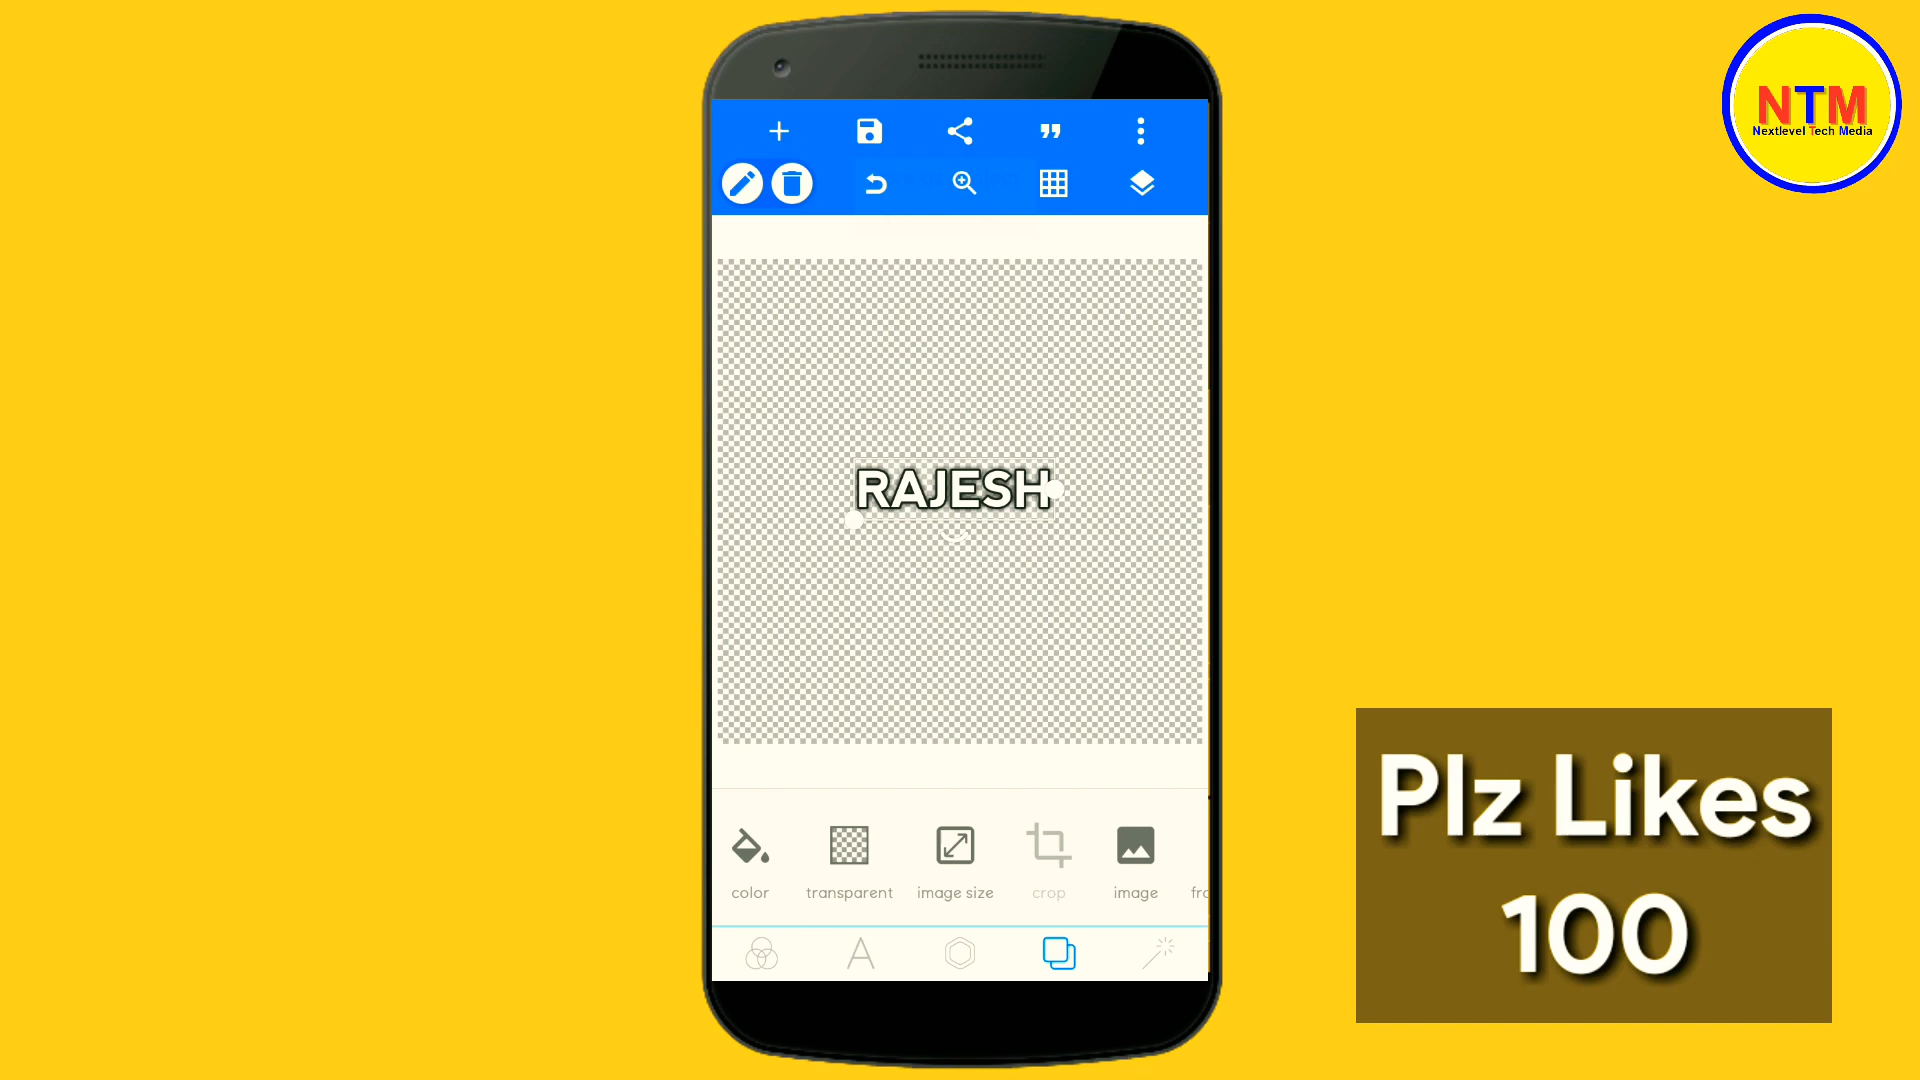 NTM
Nextlevel Tech Media
RAJESH
color
transparent
image size
crop
image
Plz Likes
100